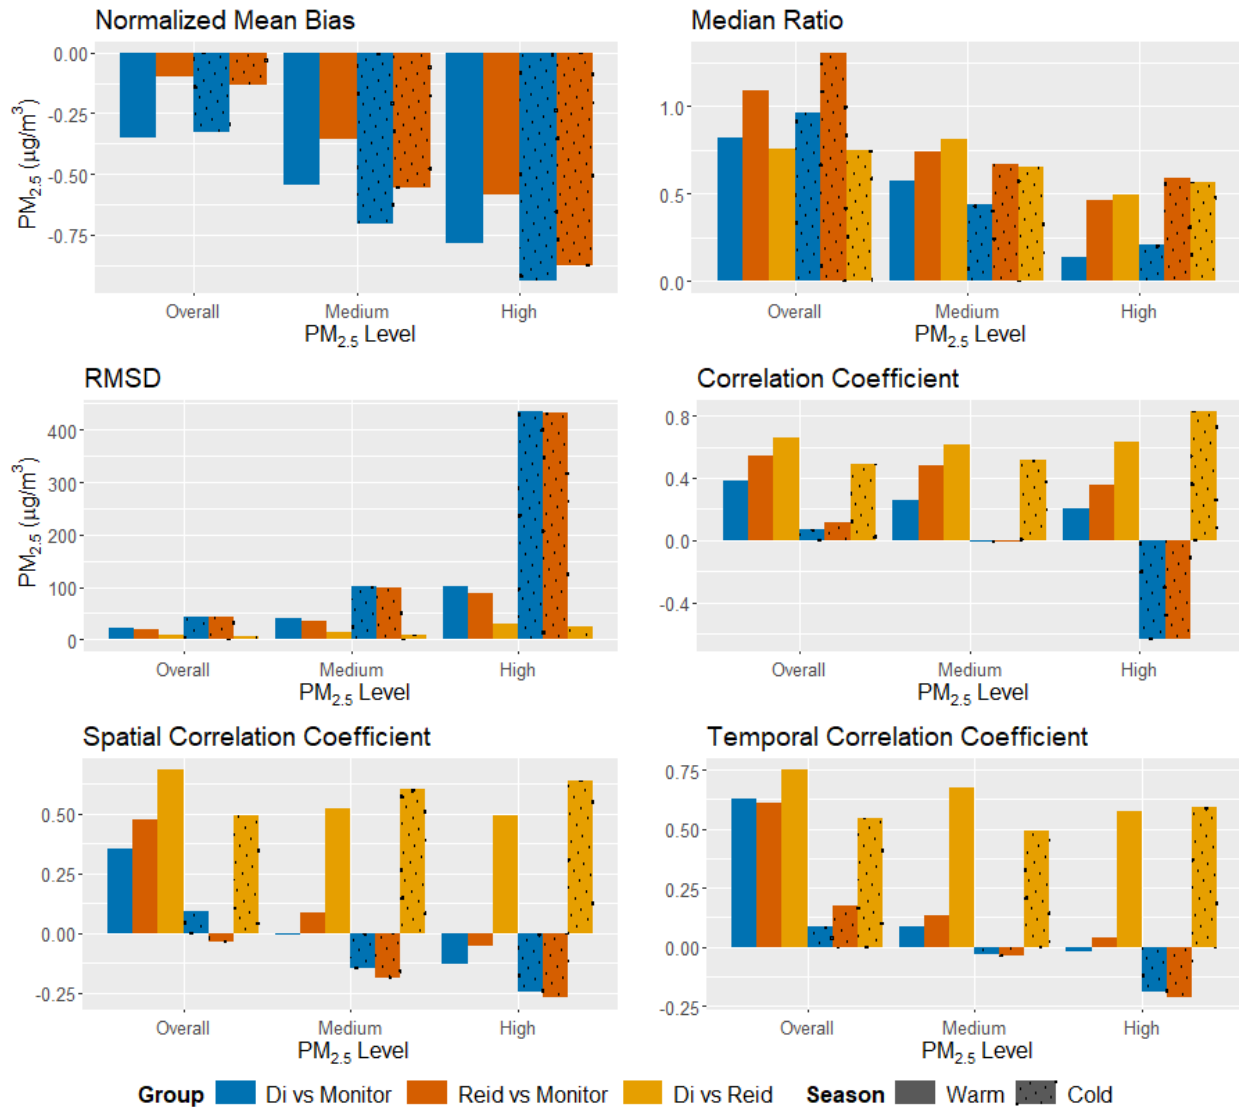 Normalized Mean Bias
PM2.5 (µg/m³)
0.00
-0.25
-0.50
-0.75
Overall Medium High
PM2.5 Level
Median Ratio
1.0
0.5
0.0
Overall Medium High
PM2.5 Level
RMSD
PM2.5 (µg/m³)
400
300
200
100
0
Overall Medium High
PM2.5 Level
Correlation Coefficient
0.8
0.4
0.0
-0.4
Overall Medium High
PM2.5 Level
Spatial Correlation Coefficient
0.50
0.25
0.00
-0.25
Overall Medium High
PM2.5 Level
Temporal Correlation Coefficient
0.75
0.50
0.25
0.00
-0.25
Overall Medium High
PM2.5 Level
Group Di vs Monitor Reid vs Monitor Di vs Reid Season Warm Cold